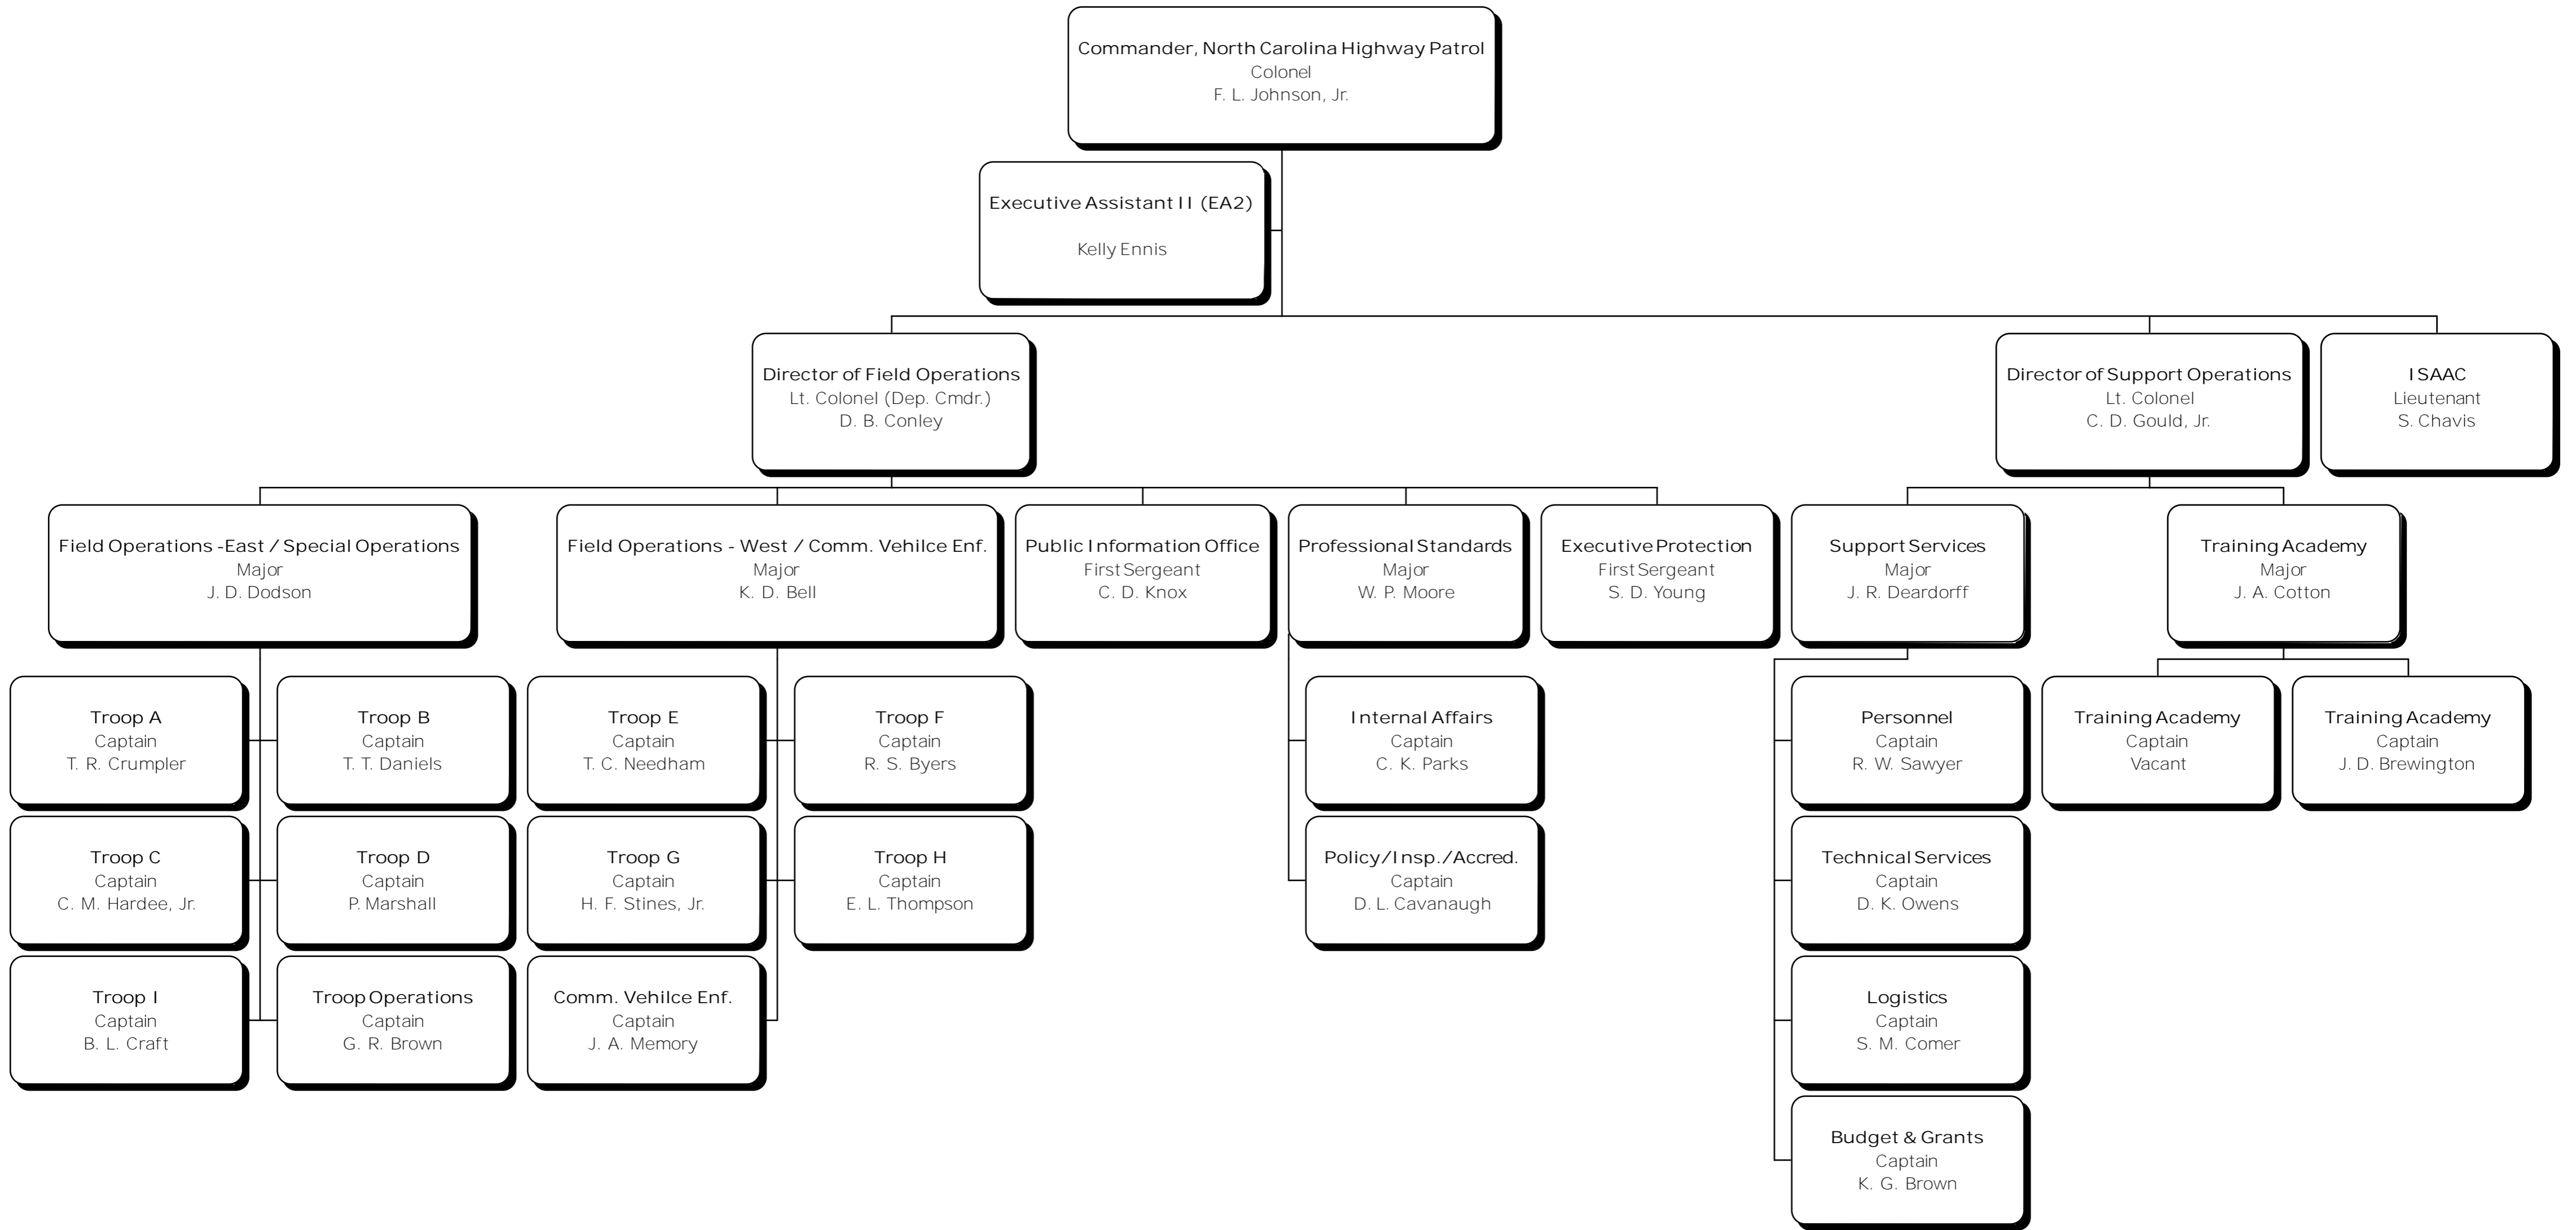 Commander, North Carolina Highway Patrol
Colonel
F. L. Johnson, Jr.
Executive Assistant II (EA2)
Kelly Ennis
Director of Field Operations
Lt. Colonel (Dep. Cmdr.)
D. B. Conley
Director of Support Operations
Lt. Colonel
C. D. Gould, Jr.
ISAAC
Lieutenant
S. Chavis
Field Operations -East / Special Operations
Major
J. D. Dodson
Field Operations - West / Comm. Vehilce Enf.
Major
K. D. Bell
Public Information Office
First Sergeant
C. D. Knox
Professional Standards
Major
W. P. Moore
Executive Protection
First Sergeant
S. D. Young
Support Services
Major
J. R. Deardorff
Training Academy
Major
J. A. Cotton
Troop A
Captain
T. R. Crumpler
Troop B
Captain
T. T. Daniels
Troop E
Captain
T. C. Needham
Troop F
Captain
R. S. Byers
Internal Affairs
Captain
C. K. Parks
Personnel
Captain
R. W. Sawyer
Training Academy
Captain
Vacant
Training Academy
Captain
J. D. Brewington
Troop C
Captain
C. M. Hardee, Jr.
Troop D
Captain
P. Marshall
Troop G
Captain
H. F. Stines, Jr.
Troop H
Captain
E. L. Thompson
Policy/Insp./Accred.
Captain
D. L. Cavanaugh
Technical Services
Captain
D. K. Owens
Troop I
Captain
B. L. Craft
Troop Operations
Captain
G. R. Brown
Comm. Vehilce Enf.
Captain
J. A. Memory
Logistics
Captain
S. M. Comer
Budget & Grants
Captain
K. G. Brown